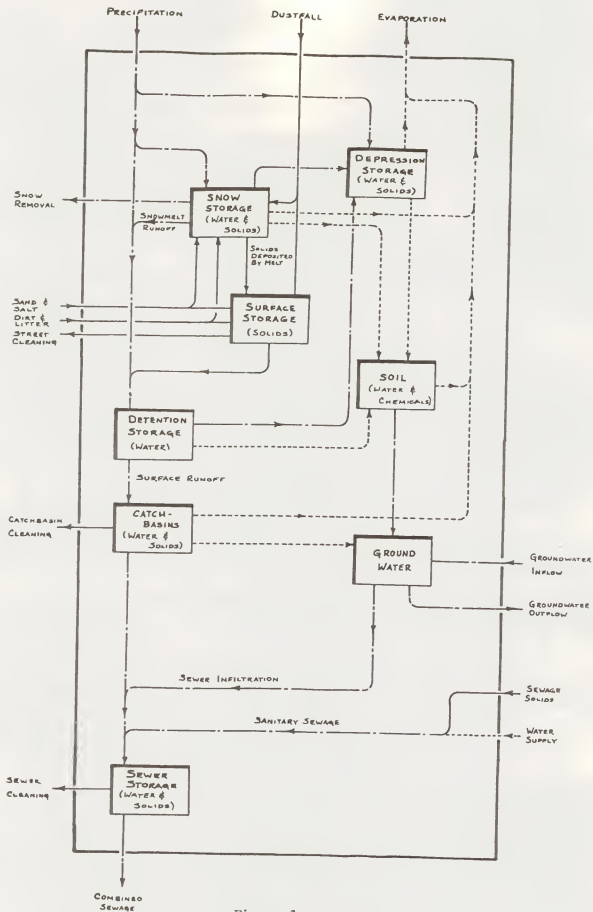 PRECIPITATION
DUSTFALL
EVAPORATION
DEPRESSION
STORAGE
(WATER &
SOLIDS)
SNOW
REMOVAL
SNOW
STORAGE
(WATER &
SOLIDS)
SNOWMELT
RUNOFF
SOLIDS
DEPOSITED
BY MELT
SAND &
SALT
DIRT &
LITTER
STREET
CLEANING
SURFACE
STORAGE
(SOLIDS)
SOIL
(WATER &
CHEMICALS)
DETENTION
STORAGE
(WATER)
SURFACE RUNOFF
CATCHBASIN
CLEANING
CATCH-
BASINS
(WATER &
SOLIDS)
GROUND
WATER
GROUNDWATER
INFLOW
GROUNDWATER
OUTFLOW
SEWER INFILTRATION
SEWAGE
SOLIDS
SANITARY SEWAGE
WATER
SUPPLY
SEWER
CLEANING
SEWER
STORAGE
(WATER &
SOLIDS)
COMBINED
SEWAGE